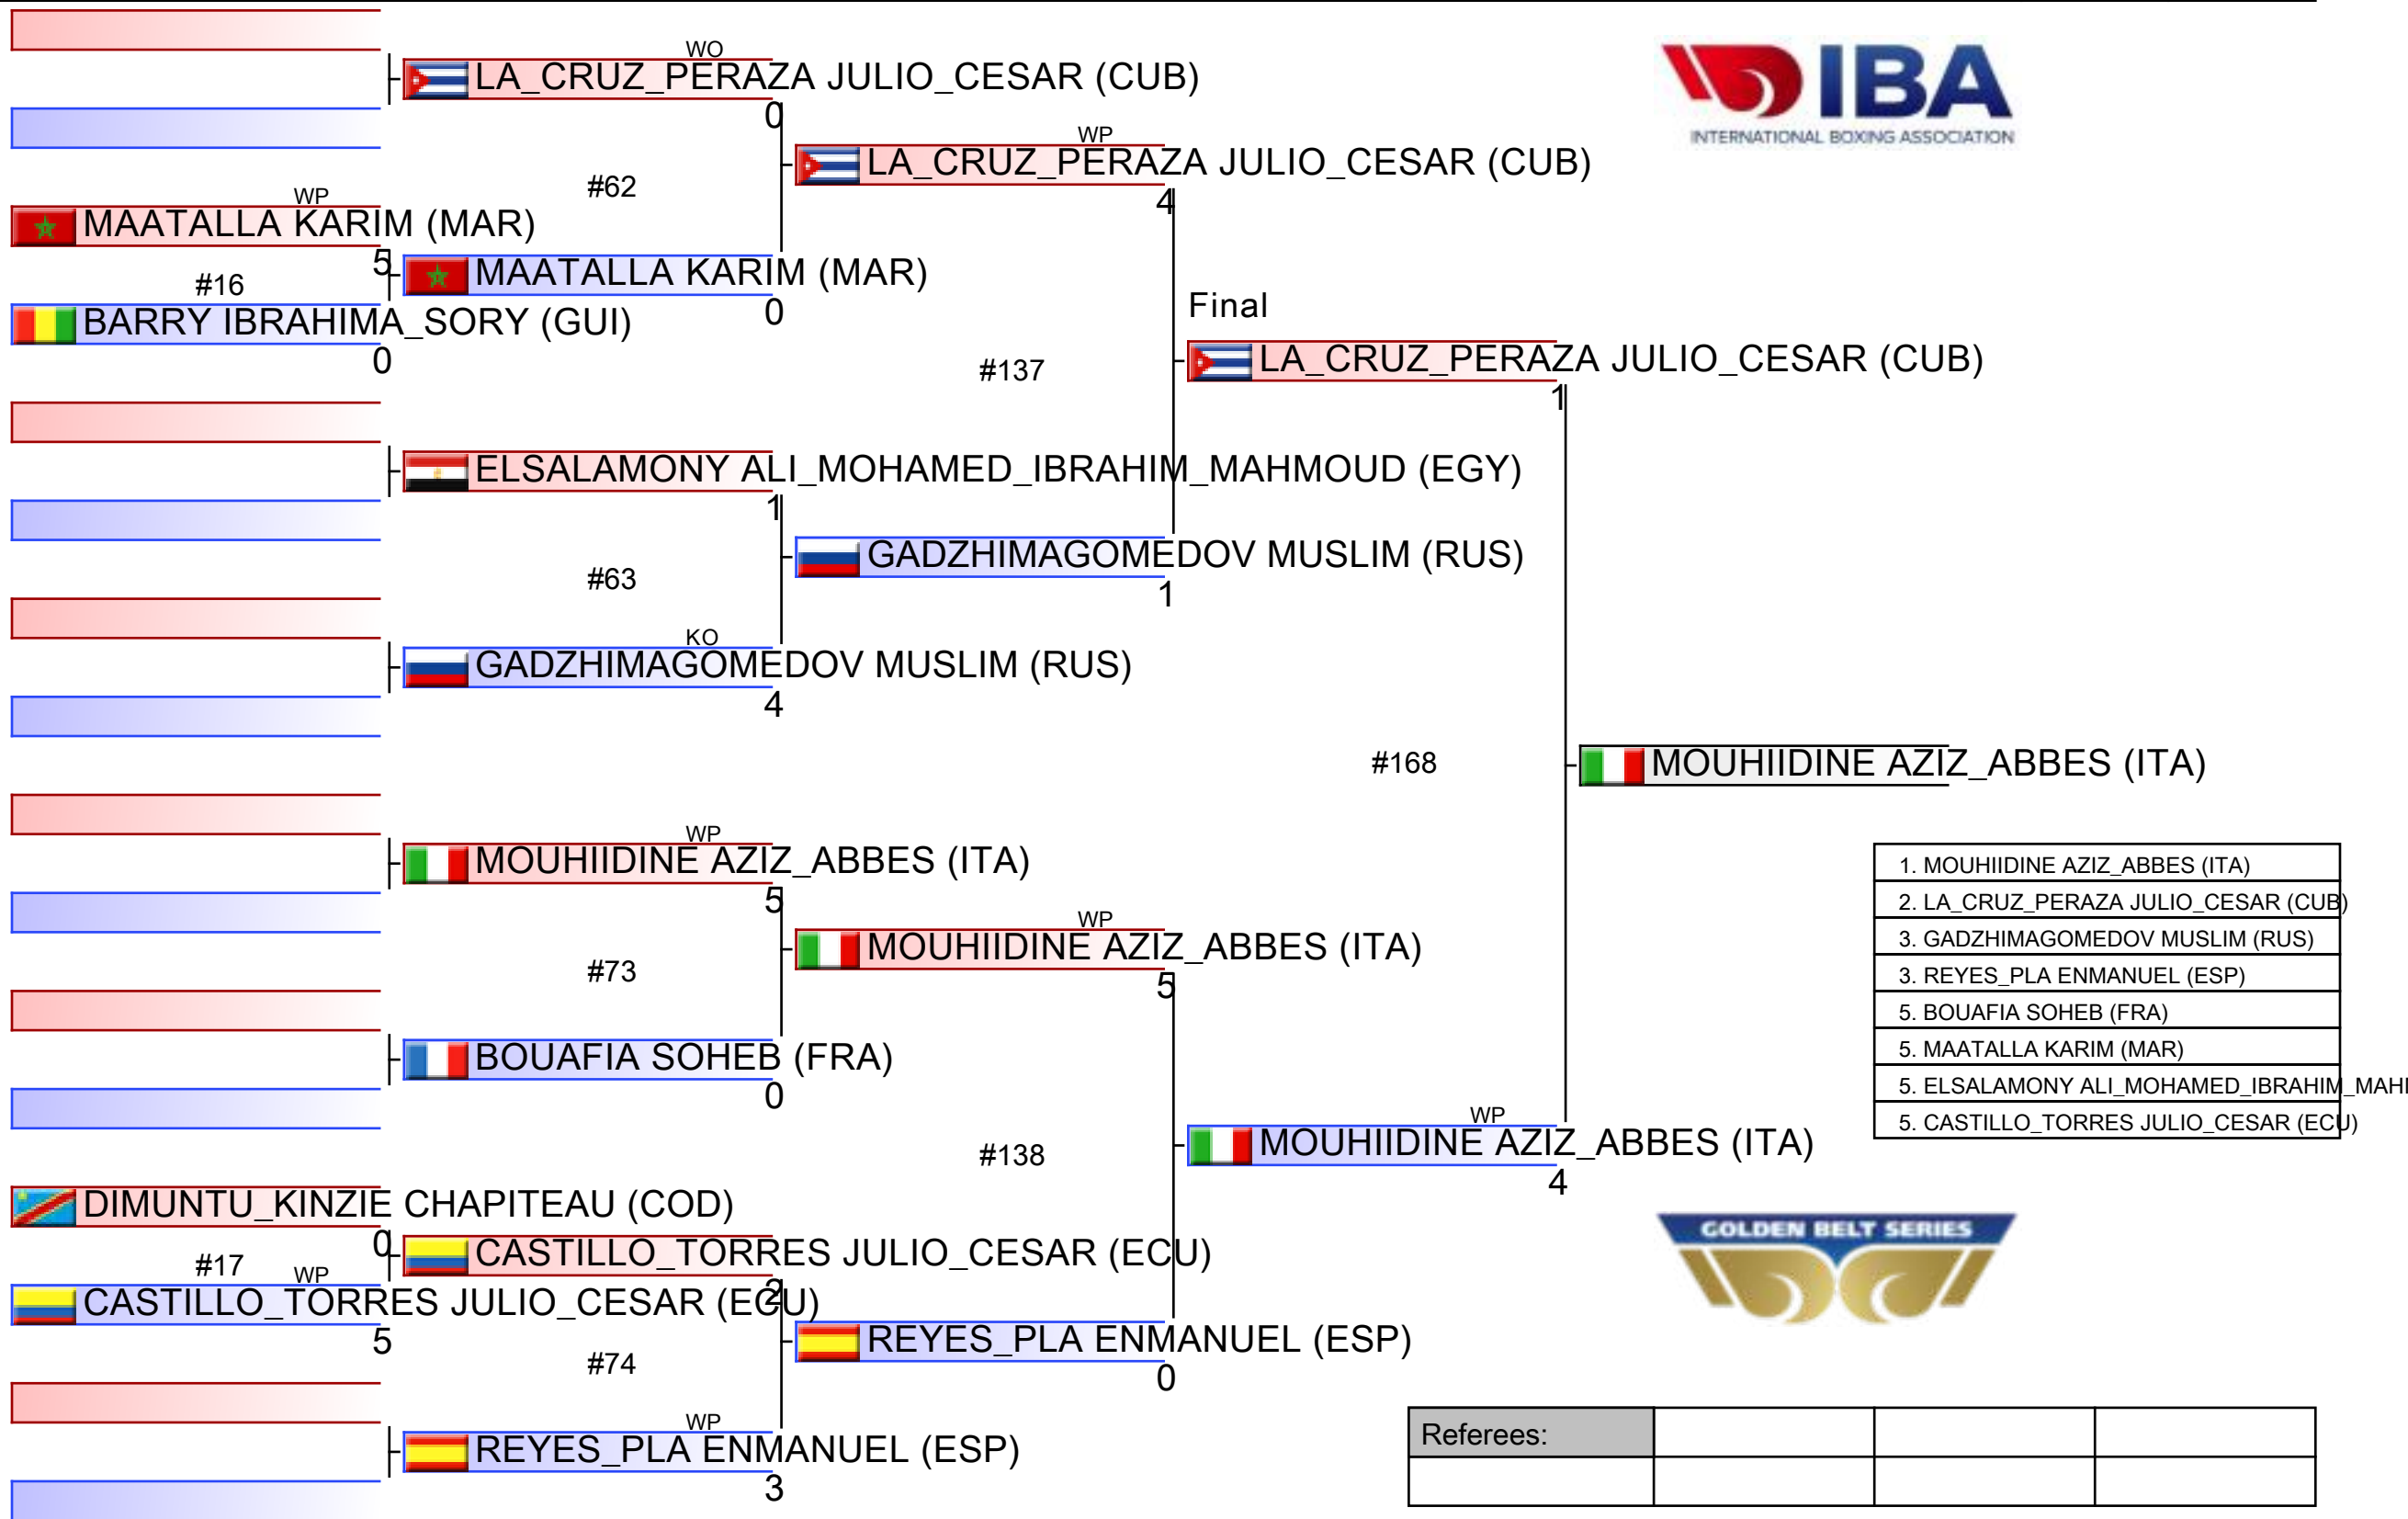 WO
LA_CRUZ_PERAZA JULIO_CESAR (CUB)
0
IBA
INTERNATIONAL BOXING ASSOCIATION
WP
LA_CRUZ_PERAZA JULIO_CESAR (CUB)
4
#62
WP
MAATALLA KARIM (MAR)
5
#16
MAATALLA KARIM (MAR)
0
BARRY IBRAHIMA_SORY (GUI)
0
Final
LA_CRUZ_PERAZA JULIO_CESAR (CUB)
1
#137
ELSALAMONY ALI_MOHAMED_IBRAHIM_MAHMOUD (EGY)
1
GADZHIMAGOMEDOV MUSLIM (RUS)
1
#63
KO
GADZHIMAGOMEDOV MUSLIM (RUS)
4
#168
MOUHIIDINE AZIZ_ABBES (ITA)
WP
MOUHIIDINE AZIZ_ABBES (ITA)
5
WP
MOUHIIDINE AZIZ_ABBES (ITA)
5
#73
BOUAFIA SOHEB (FRA)
0
1. MOUHIIDINE AZIZ_ABBES (ITA)
2. LA_CRUZ_PERAZA JULIO_CESAR (CUB)
3. GADZHIMAGOMEDOV MUSLIM (RUS)
3. REYES_PLA ENMANUEL (ESP)
5. BOUAFIA SOHEB (FRA)
5. MAATALLA KARIM (MAR)
5. ELSALAMONY ALI_MOHAMED_IBRAHIM_MAH
5. CASTILLO_TORRES JULIO_CESAR (ECU)
#138
WP
MOUHIIDINE AZIZ_ABBES (ITA)
4
DIMUNTU_KINZIE CHAPITEAU (COD)
0
#17
WP
CASTILLO_TORRES JULIO_CESAR (ECU)
2
CASTILLO_TORRES JULIO_CESAR (ECU)
5
GOLDEN BELT SERIES
REYES_PLA ENMANUEL (ESP)
0
#74
WP
REYES_PLA ENMANUEL (ESP)
3
Referees: